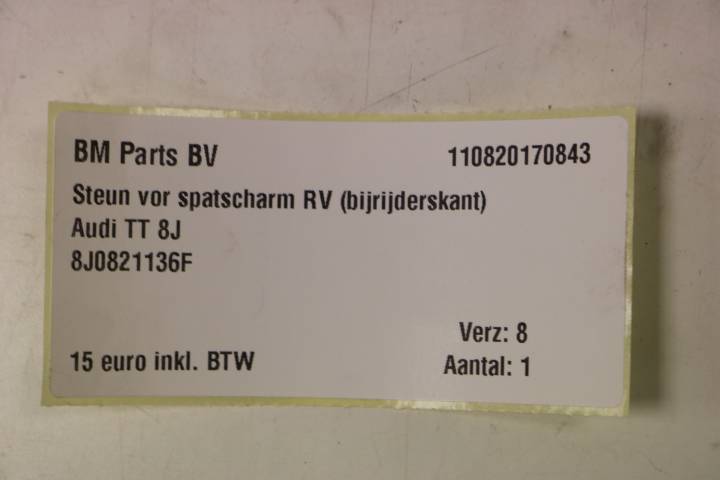 BM Parts BV 110820170843
Steun vor spatscharm RV (bijrijderskant)
Audi TT 8J
8J0821136F
Verz: 8
15 euro inkl. BTW Aantal: 1